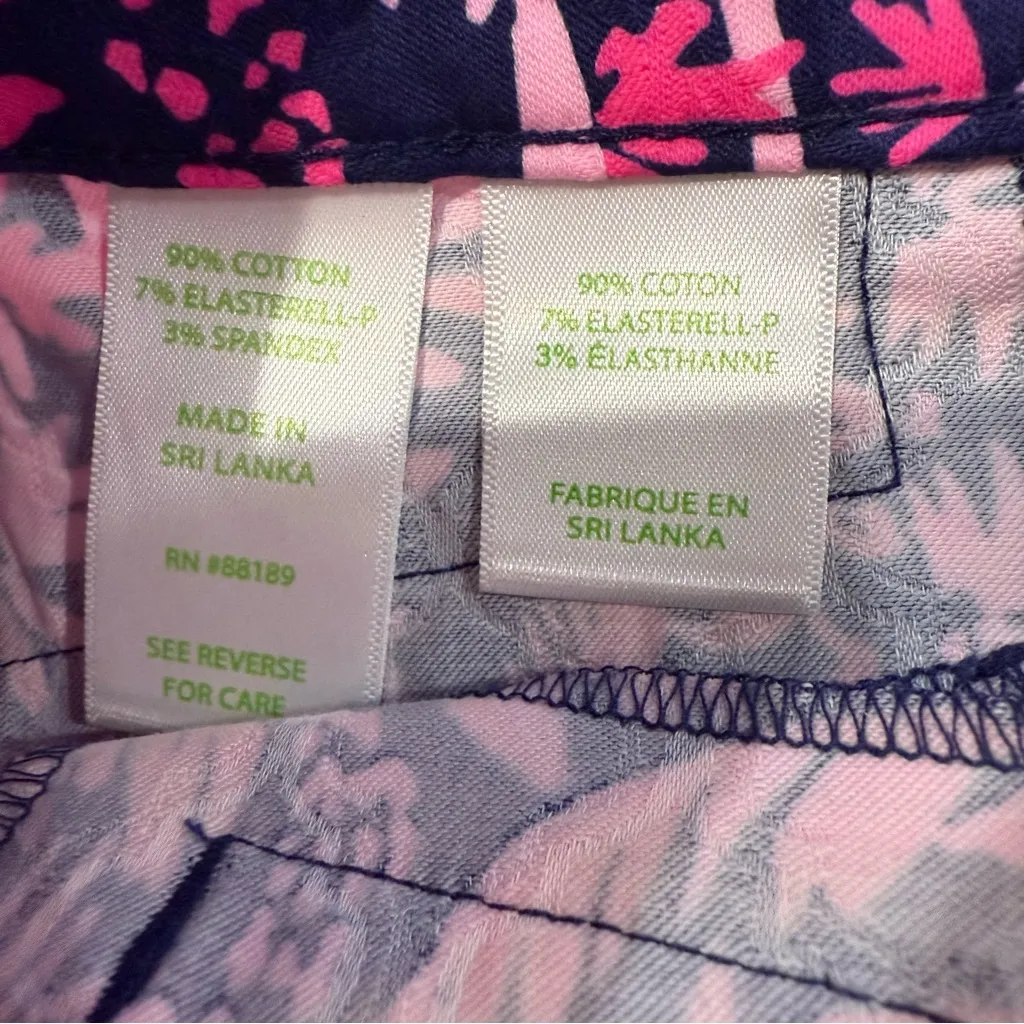 90% COTTON
7% ELASTERELL-P
3% SPANDEX
MADE IN
SRI LANKA
RN #88189
SEE REVERSE
FOR CARE
90% COTON
7% ELASTERELL-P
3% ÉLASTHANNE
FABRIQUE EN
SRI LANKA